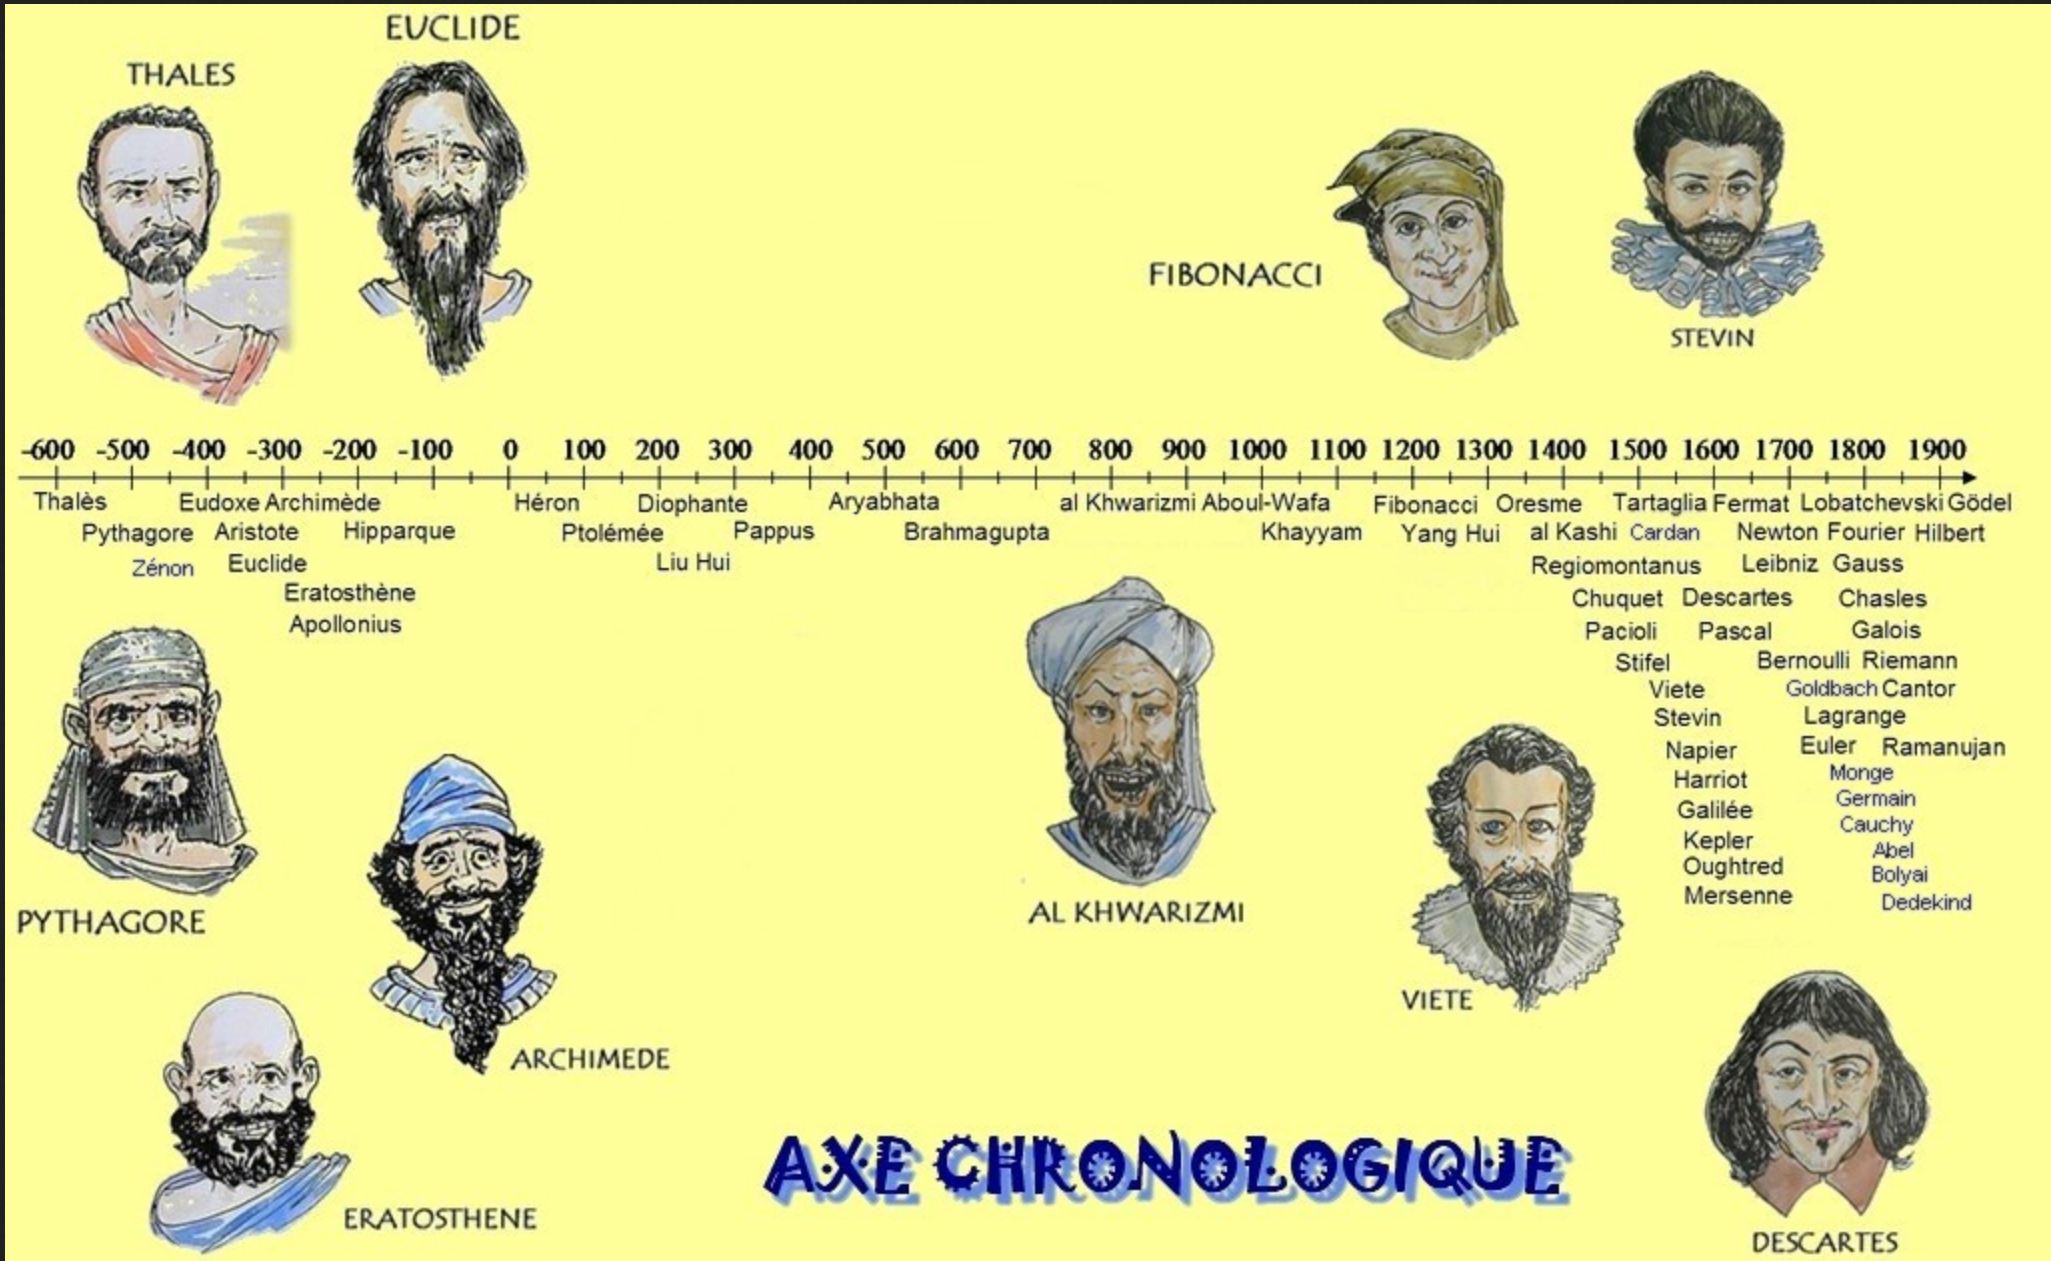 EUCLIDE
THALES
FIBONACCI
STEVIN
-600 -500 -400 -300 -200 -100 0 100 200 300 400 500 600 700 800 900 1000 1100 1200 1300 1400 1500 1600 1700 1800 1900
Thalès Eudoxe Archimède Héron Diophante Aryabhata al Khwarizmi Aboul-Wafa Fibonacci Oresme Tartaglia Fermat Lobatchevski Gödel
Pythagore Aristote Hipparque Ptolémée Pappus Brahmagupta Khayyam Yang Hui al Kashi Cardan Newton Fourier Hilbert
Zénon Euclide Liu Hui Regiomontanus Leibniz Gauss
Eratosthène Chuquet Descartes Chasles
Apollonius Pacioli Pascal Galois
Stifel Bernoulli Riemann
Viete Goldbach Cantor
Stevin Lagrange
Napier Euler Ramanujan
Harriot Monge
Galilée Germain
Kepler Cauchy
Oughtred Abel
Mersenne Bolyai
Dedekind
PYTHAGORE
AL KHWARIZMI
VIETE
ARCHIMEDE
AXE CHRONOLOGIQUE
ERATOSTHENE
DESCARTES